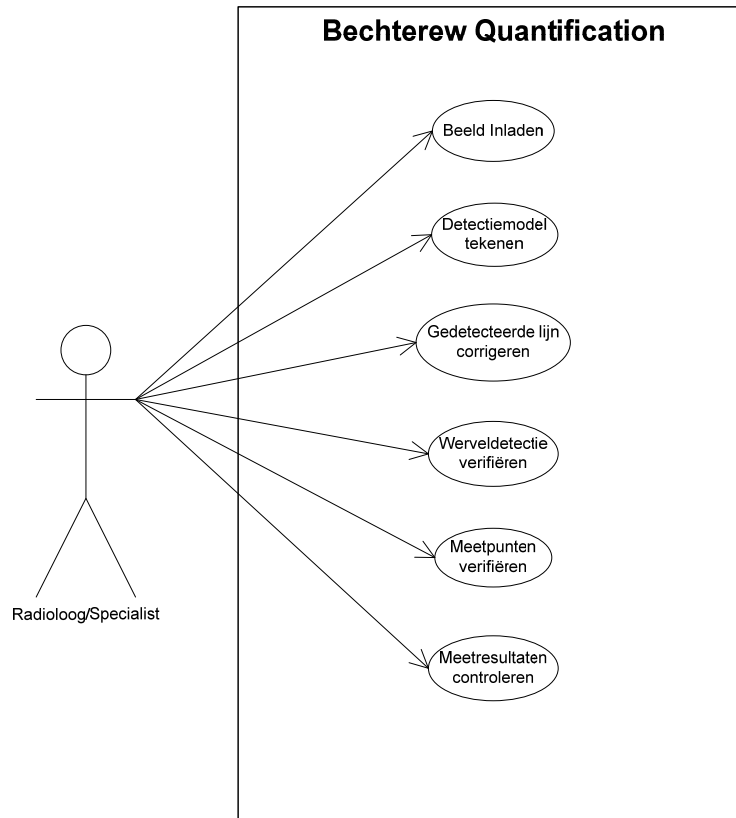 Bechterew Quantification
Beeld Inladen
Detectiemodel
tekenen
Gedetecteerde lijn
corrigeren
Werveldetectie
verifiëren
Meetpunten
verifiëren
Radioloog/Specialist
Meetresultaten
controleren